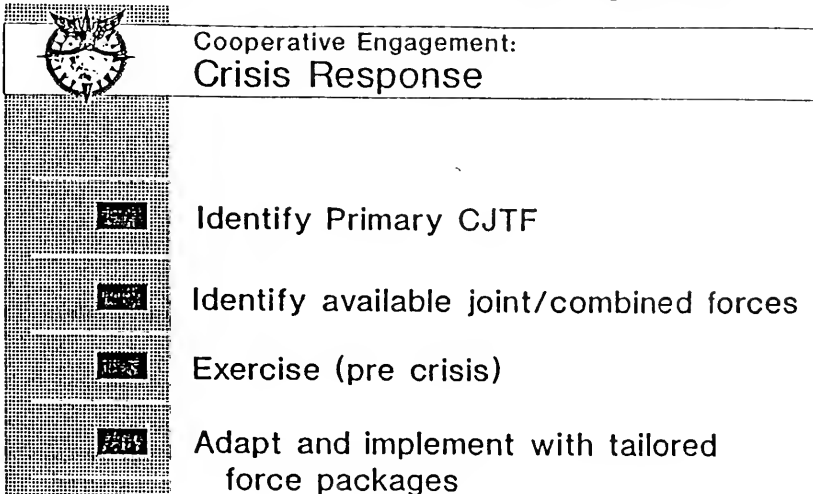 Cooperative Engagement:
Crisis Response
Identify Primary CJTF
Identify available joint/combined forces
Exercise (pre crisis)
Adapt and implement with tailored
force packages